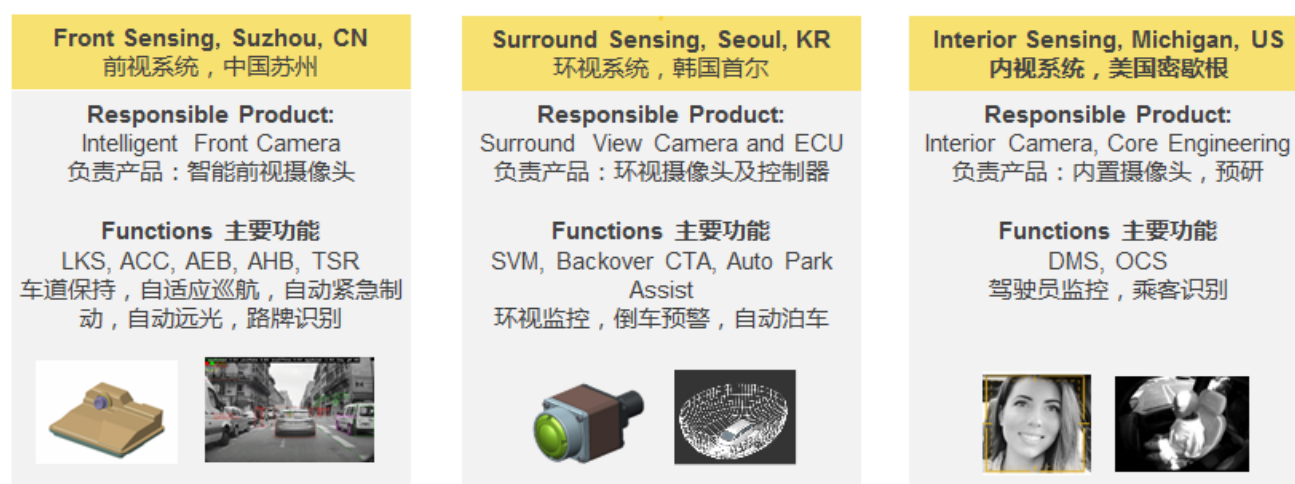 Front Sensing, Suzhou, CN
前视系统，中国苏州
Responsible Product:
Intelligent Front Camera
负责产品：智能前视摄像头
Functions 主要功能
LKS, ACC, AEB, AHB, TSR
车道保持，自适应巡航，自动紧急制
动，自动远光，路牌识别
Surround Sensing, Seoul, KR
环视系统，韩国首尔
Responsible Product:
Surround View Camera and ECU
负责产品：环视摄像头及控制器
Functions 主要功能
SVM, Backover CTA, Auto Park
Assist
环视监控，倒车预警，自动泊车
Interior Sensing, Michigan, US
内视系统，美国密歇根
Responsible Product:
Interior Camera, Core Engineering
负责产品：内置摄像头，预研
Functions 主要功能
DMS, OCS
驾驶员监控，乘客识别